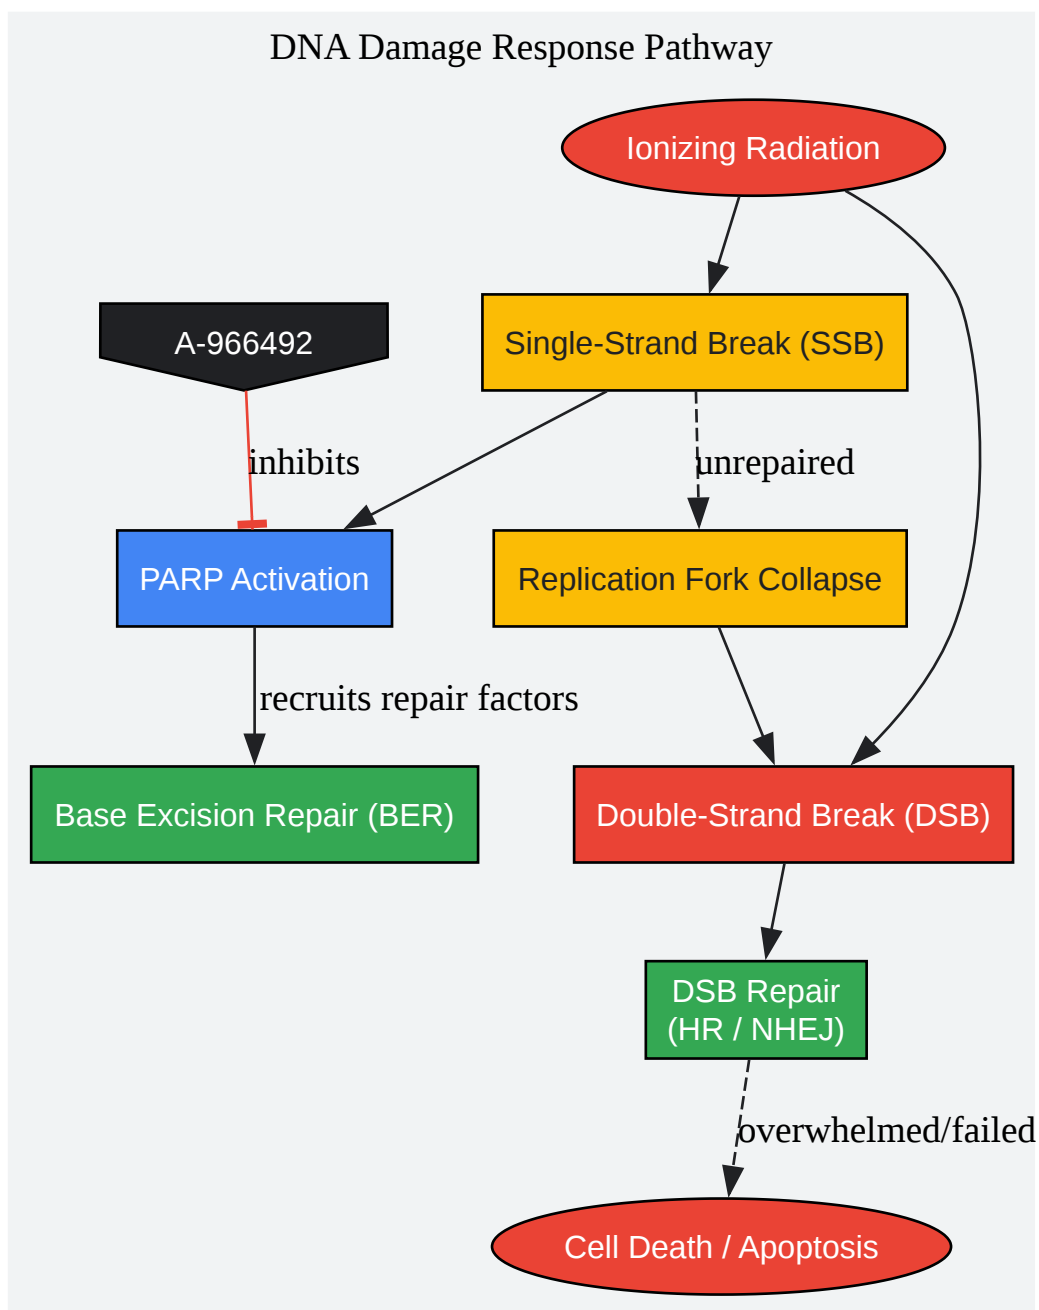 DNA Damage Response Pathway
Ionizing Radiation
A-966492
Single-Strand Break (SSB)
inhibits
unrepaired
PARP Activation
Replication Fork Collapse
recruits repair factors
Base Excision Repair (BER)
Double-Strand Break (DSB)
DSB Repair
(HR / NHEJ)
overwhelmed/failed
Cell Death / Apoptosis